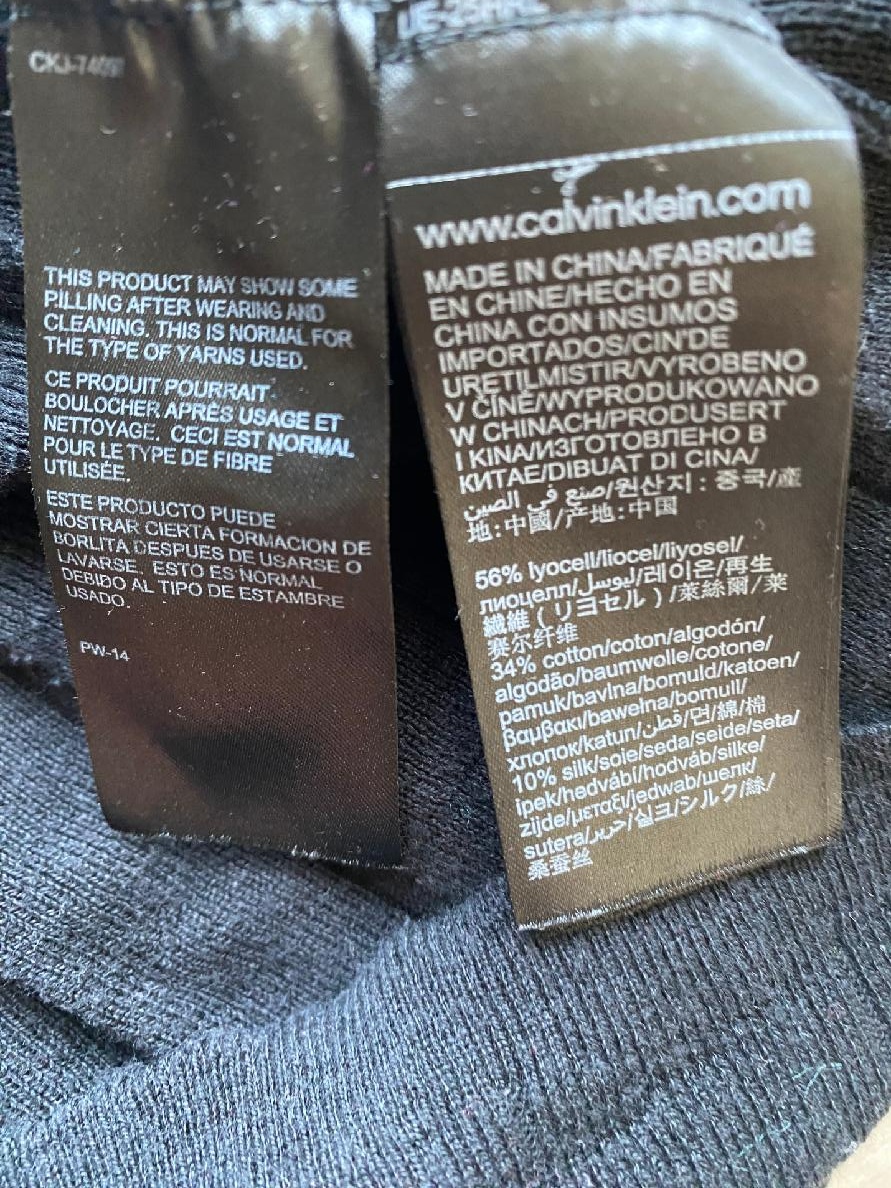 THIS PRODUCT MAY SHOW SOME
PILLING AFTER WEARING AND
CLEANING. THIS IS NORMAL FOR
THE TYPE OF YARNS USED.
CE PRODUIT POURRAIT
BOULOCHER APRÈS USAGE ET
NETTOYAGE. CECI EST NORMAL
POUR LE TYPE DE FIBRE
UTILISÉE.
ESTE PRODUCTO PUEDE
MOSTRAR CIERTA FORMACION DE
BORLITA DESPUES DE USARSE O
LAVARSE. ESTO ES NORMAL
DEBIDO AL TIPO DE ESTAMBRE
USADO.
PW-14
www.calvinklein.com
MADE IN CHINA/FABRIQUÉ
EN CHINE/HECHO EN
CHINA CON INSUMOS
IMPORTADOS/CIN'DE
URETILMISTIR/VYROBENO
V ČÍNĚ/WYPRODUKOWANO
W CHINACH/PRODUSERT
I KINA/ИЗГОТОВЛЕНО В
КИТАЕ/DIBUAT DI CINA/
صنع في الصين/원산지 : 중국/產
地:中國/产地:中国
56% lyocell/liocel/liyosel/
лиоцелл/ليوسل/레이온/再生
繊維 ( リヨセル ) /萊絲爾/莱
赛尔纤维
34% cotton/coton/algodón/
algodão/baumwolle/cotone/
pamuk/bavlna/bomuld/katoen/
βαμβακι/bawełna/bomull/
хлопок/katun/قطن/면/綿/棉
10% silk/soie/seda/seide/seta/
ipek/hedvábí/hodváb/silke/
zijde/μεταξι/jedwab/шелк/
sutera/حرير/실크/シルク/絲/
桑蚕丝